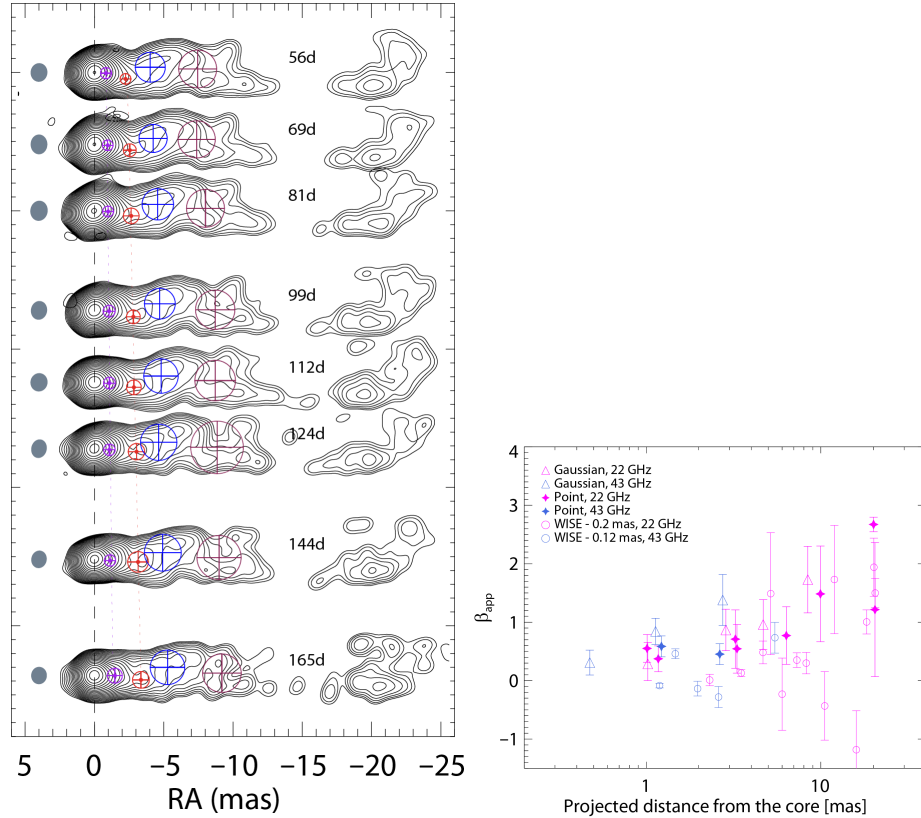 56d
69d
81d
99d
112d
124d
144d
165d
5 0 −5 −10 −15 −20 −25
RA (mas)
4
3
2
1
0
−1
βapp
Gaussian, 22 GHz
Gaussian, 43 GHz
Point, 22 GHz
Point, 43 GHz
WISE - 0.2 mas, 22 GHz
WISE - 0.12 mas, 43 GHz
1 10
Projected distance from the core [mas]